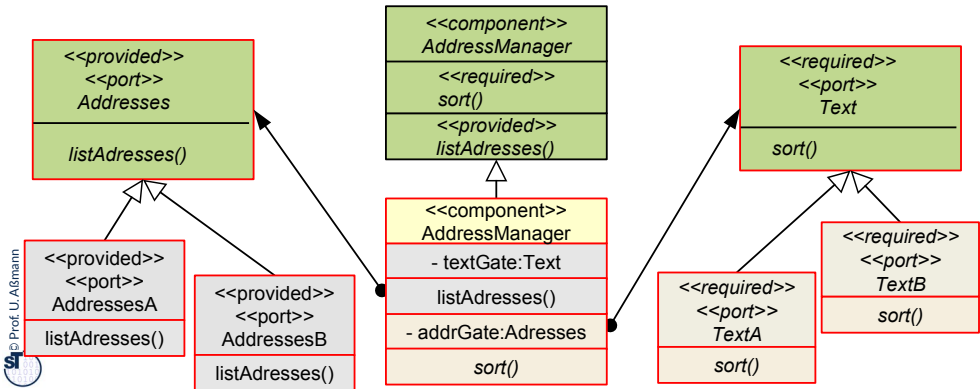 <<provided>>
<<port>>
Addresses
listAdresses()
<<component>>
AddressManager
<<required>>
sort()
<<provided>>
listAdresses()
<<required>>
<<port>>
Text
sort()
<<provided>>
<<port>>
AddressesA
listAdresses()
<<provided>>
<<port>>
AddressesB
listAdresses()
<<component>>
AddressManager
- textGate:Text
listAdresses()
- addrGate:Adresses
sort()
<<required>>
<<port>>
TextA
sort()
<<required>>
<<port>>
TextB
sort()
© Prof. U. Aßmann
ST